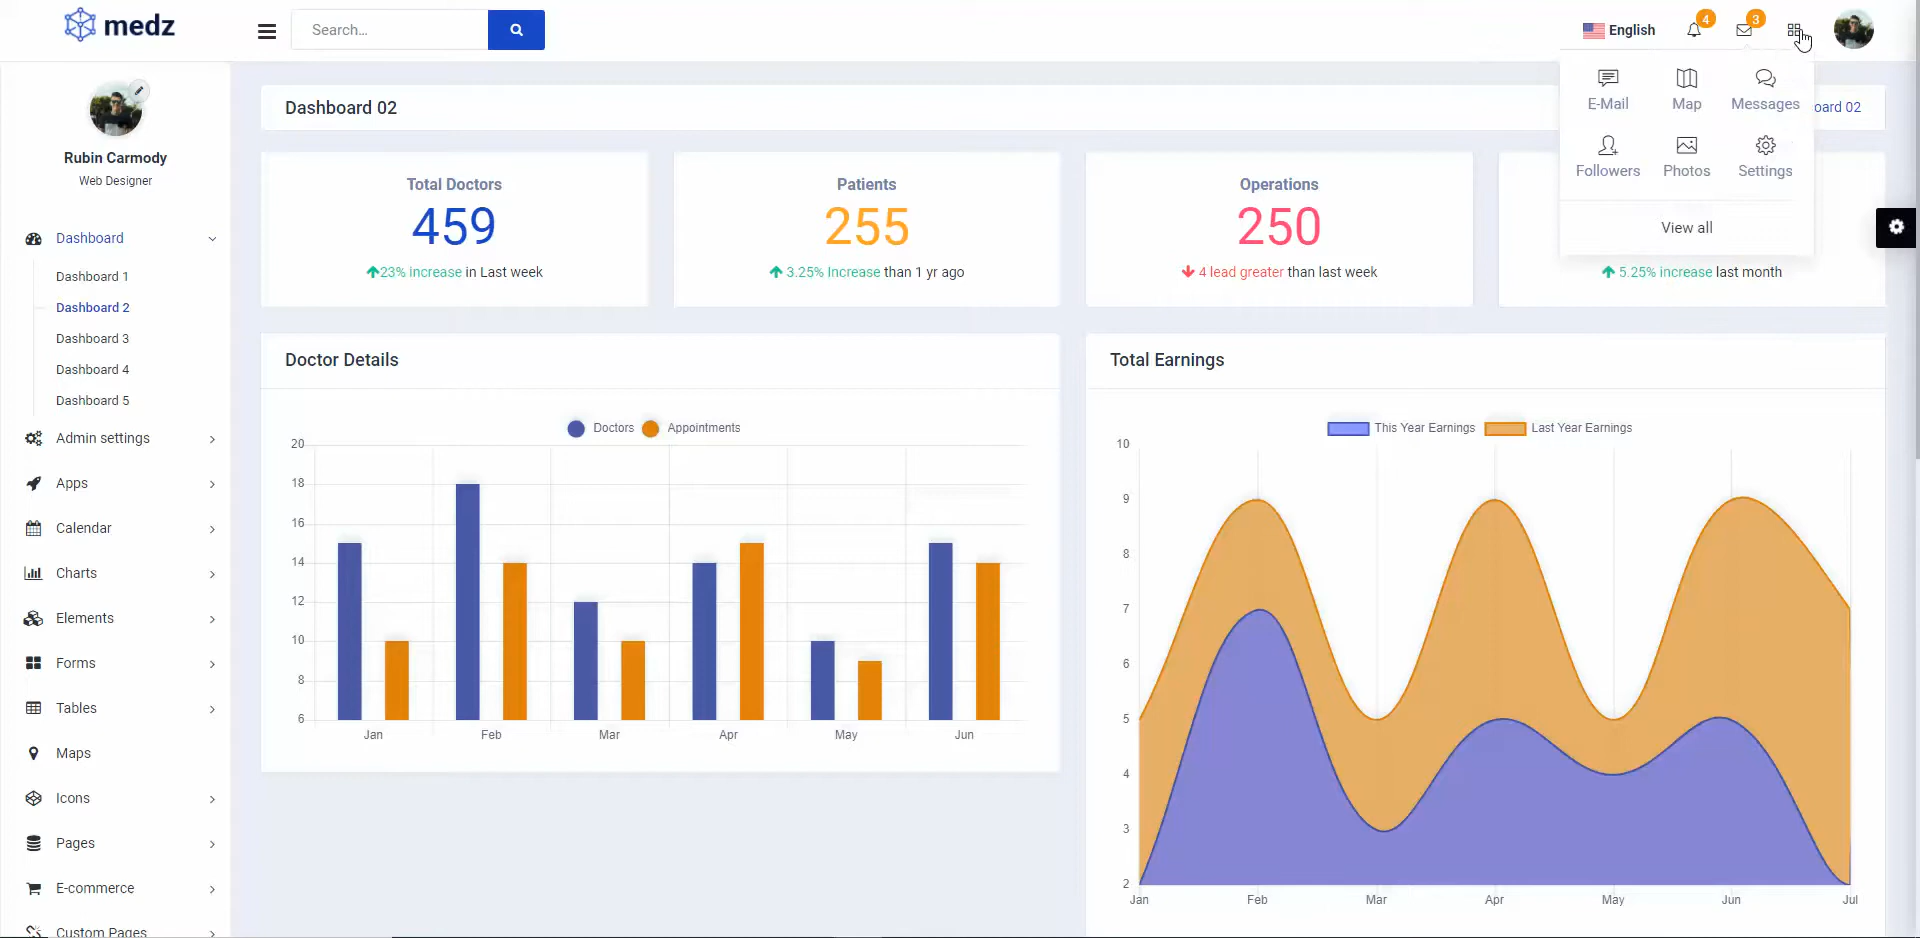 medz
Search...
English
4
3
E-Mail
Map
Messages
Followers
Photos
Settings
View all
Rubin Carmody
Web Designer
Dashboard
Dashboard 1
Dashboard 2
Dashboard 3
Dashboard 4
Dashboard 5
Admin settings
Apps
Calendar
Charts
Elements
Forms
Tables
Maps
Icons
Pages
E-commerce
Custom Pages
Dashboard 02
oard 02
Total Doctors
459
23% increase in Last week
Patients
255
3.25% Increase than 1 yr ago
Operations
250
4 lead greater than last week
5.25% increase last month
Doctor Details
Doctors
Appointments
20
18
16
14
12
10
8
6
Jan Feb Mar Apr May Jun
Total Earnings
This Year Earnings
Last Year Earnings
10
9
8
7
6
5
4
3
2
Jan Feb Mar Apr May Jun Jul